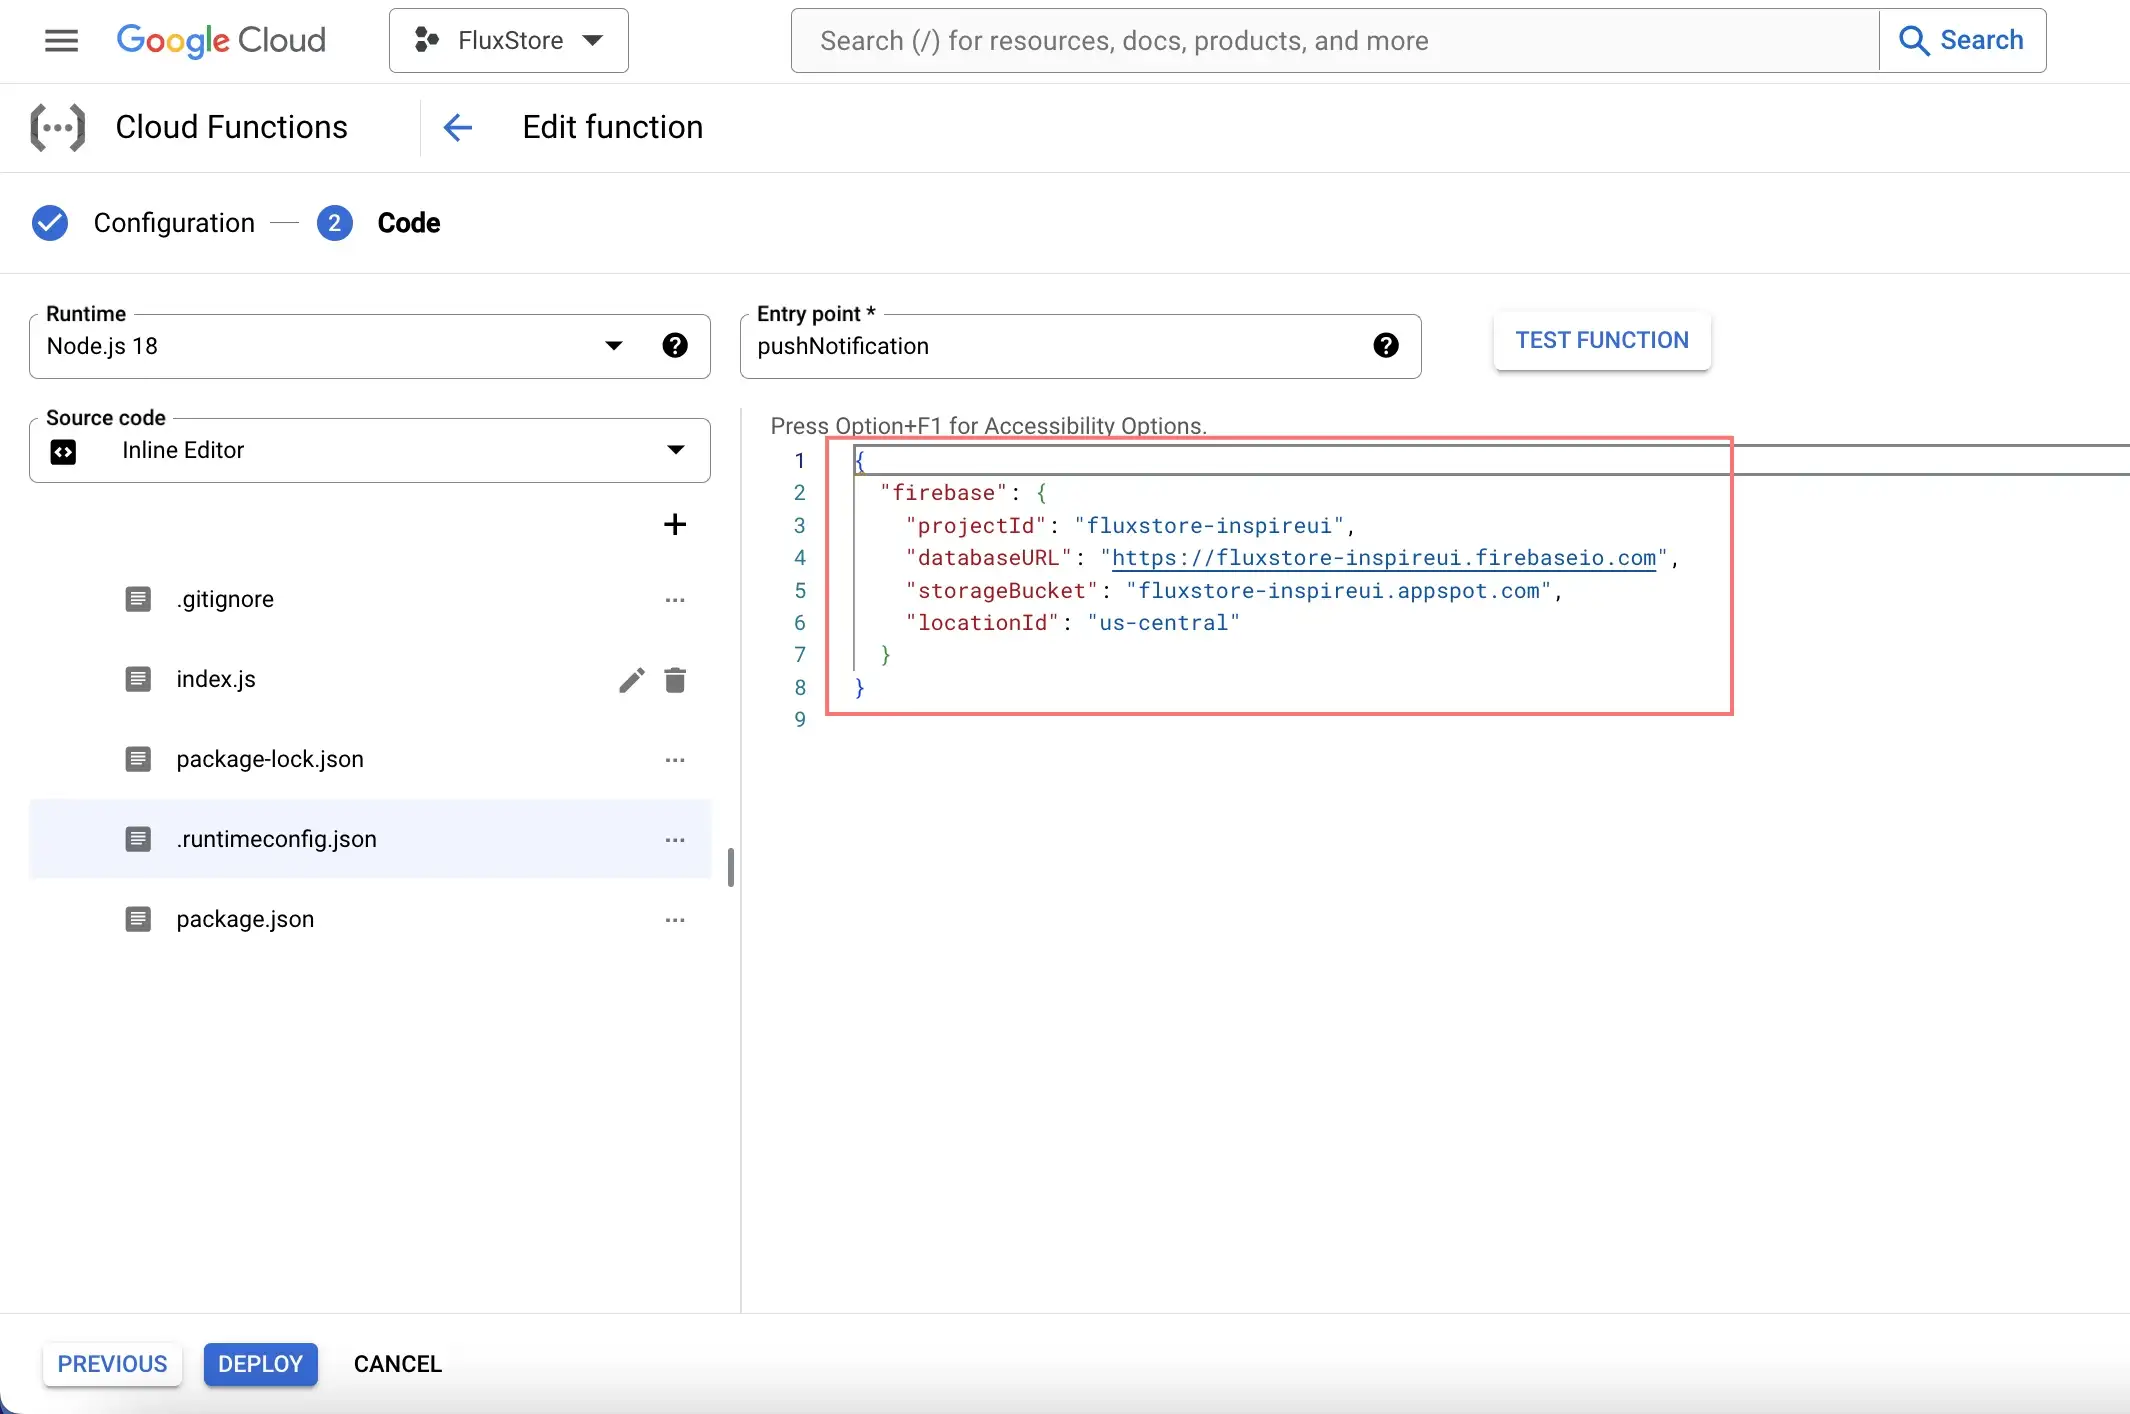 Google Cloud
FluxStore
Search (/) for resources, docs, products, and more
Search
Cloud Functions
Edit function
Configuration
2
Code
Runtime
Node.js 18
Entry point *
pushNotification
TEST FUNCTION
Source code
Inline Editor
.gitignore
index.js
package-lock.json
.runtimeconfig.json
package.json
Press Option+F1 for Accessibility Options.
1 {
2   "firebase": {
3     "projectId": "fluxstore-inspireui",
4     "databaseURL": "https://fluxstore-inspireui.firebaseio.com",
5     "storageBucket": "fluxstore-inspireui.appspot.com",
6     "locationId": "us-central"
7   }
8 }
9
PREVIOUS
DEPLOY
CANCEL